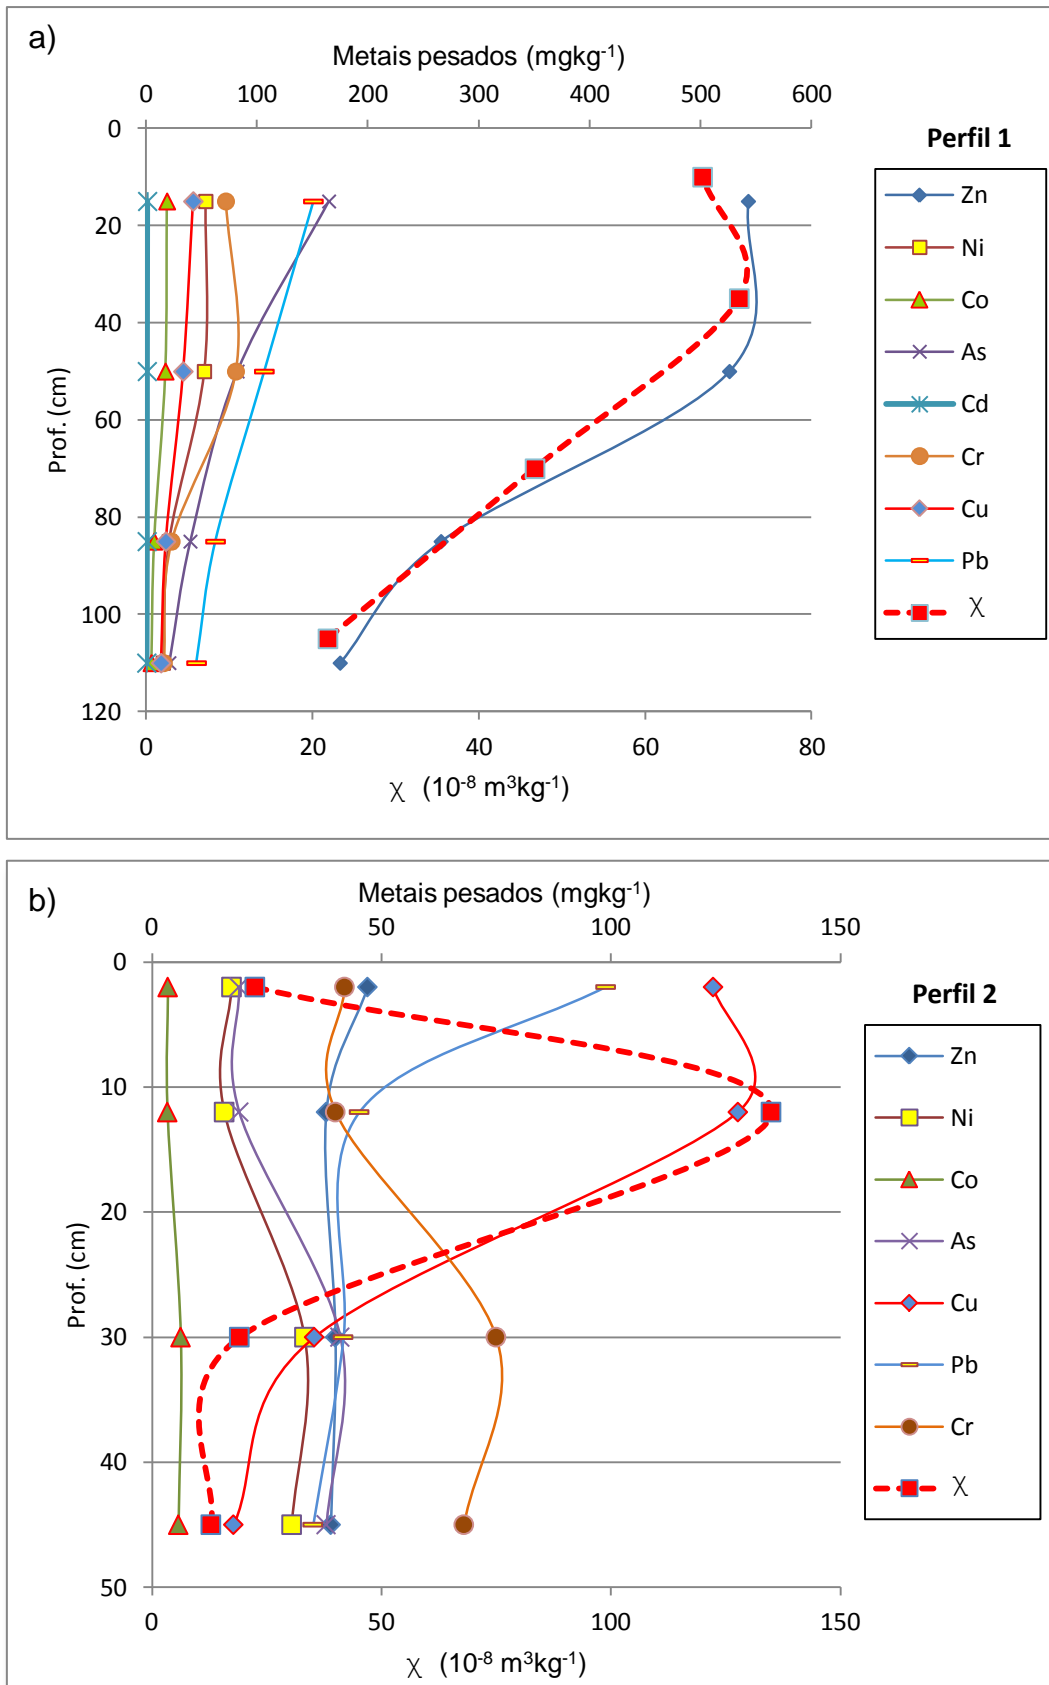 a)
Metais pesados (mgkg-1)
0 100 200 300 400 500 600
0
20
40
60
80
100
120
Prof. (cm)
0 20 40 60 80
χ (10-8 m3kg-1)
Perfil 1
Zn
Ni
Co
As
Cd
Cr
Cu
Pb
χ
b)
Metais pesados (mgkg-1)
0 50 100 150
0
10
20
30
40
50
Prof. (cm)
0 50 100 150
χ (10-8 m3kg-1)
Perfil 2
Zn
Ni
Co
As
Cu
Pb
Cr
χ